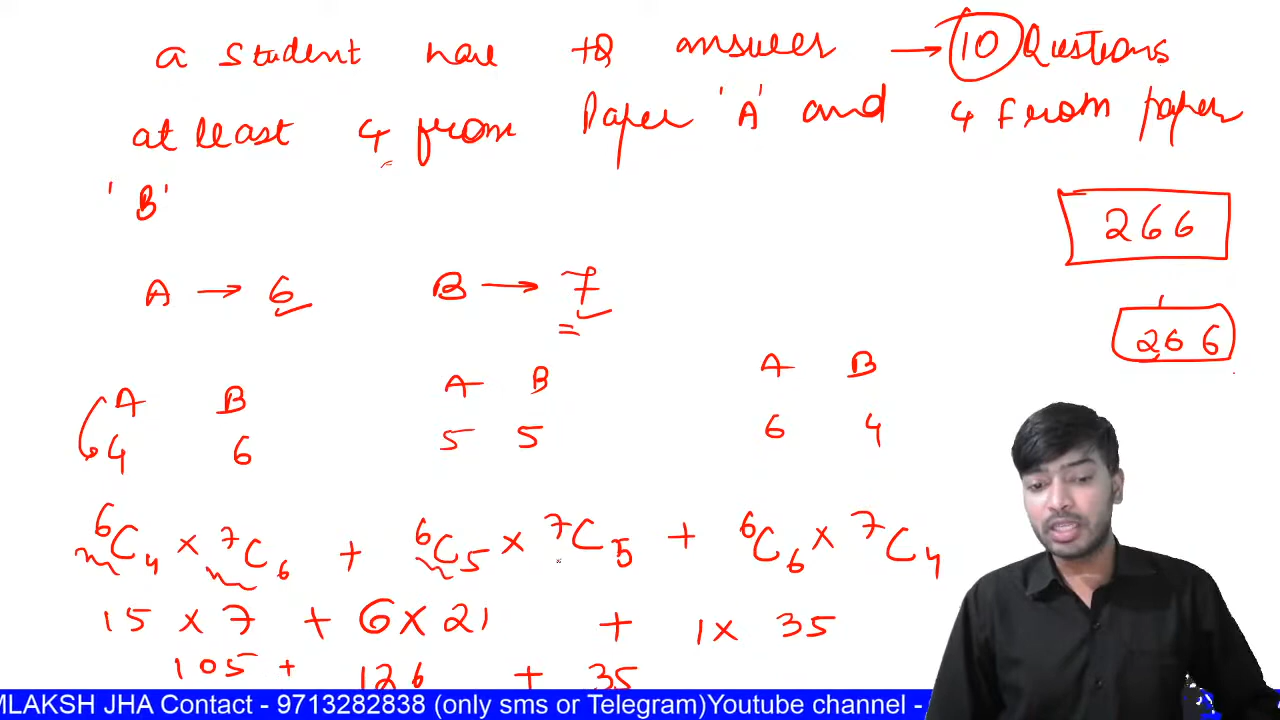 a student have to answer → 10 Questions
at least 4 from Paper 'A' and 4 from paper
'B'
266
A → 6 B → 7
266
A B A B A B
4 6 5 5 6 4
⁶C₄ × ⁷C₆ + ⁶C₅ × ⁷C₅ + ⁶C₆ × ⁷C₄
15 × 7 + 6 × 21 + 1 × 35
105 + 126 + 35
MLAKSH JHA Contact - 9713282838 (only sms or Telegram)Youtube channel -